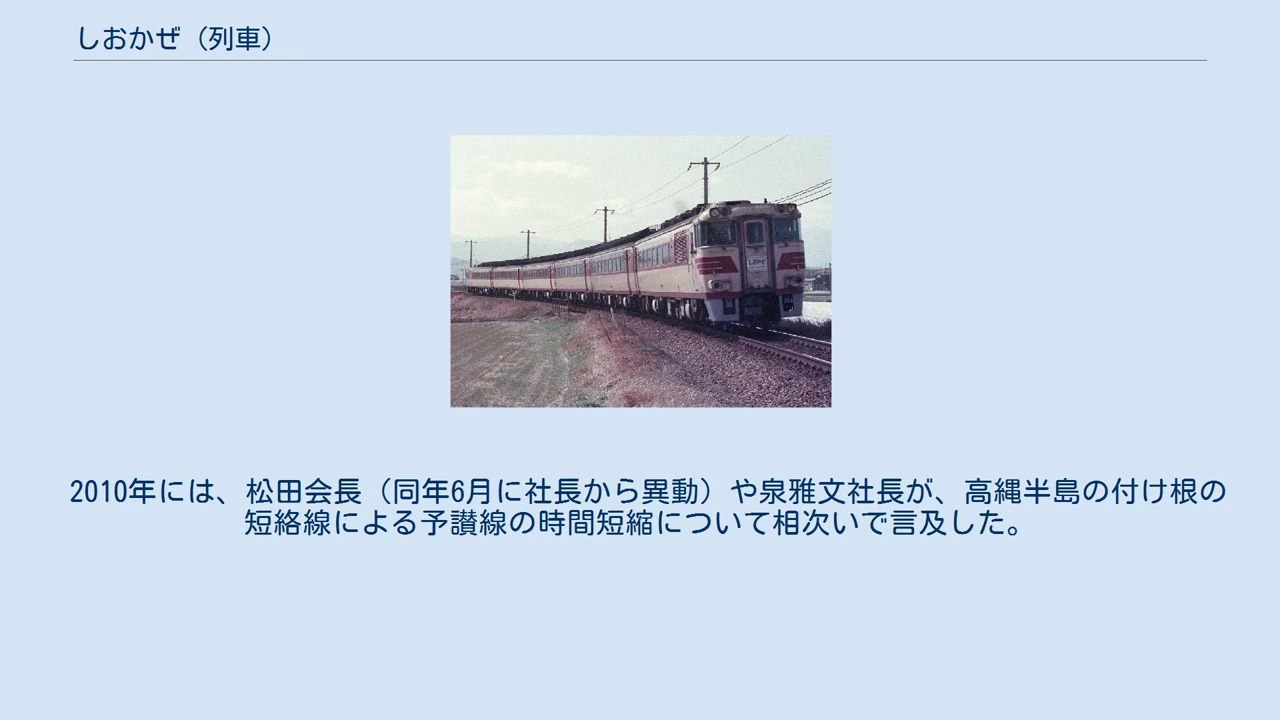 しおかぜ（列車）
2010年には、松田会長（同年6月に社長から異動）や泉雅文社長が、高縄半島の付け根の
短絡線による予讃線の時間短縮について相次いで言及した。